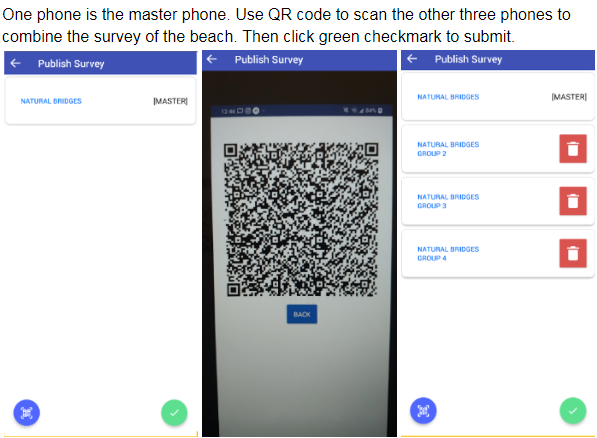 One phone is the master phone. Use QR code to scan the other three phones to
combine the survey of the beach. Then click green checkmark to submit.
Publish Survey
NATURAL BRIDGES [MASTER]
Publish Survey
12:46 84%
BACK
Publish Survey
NATURAL BRIDGES [MASTER]
NATURAL BRIDGES
GROUP 2
NATURAL BRIDGES
GROUP 3
NATURAL BRIDGES
GROUP 4